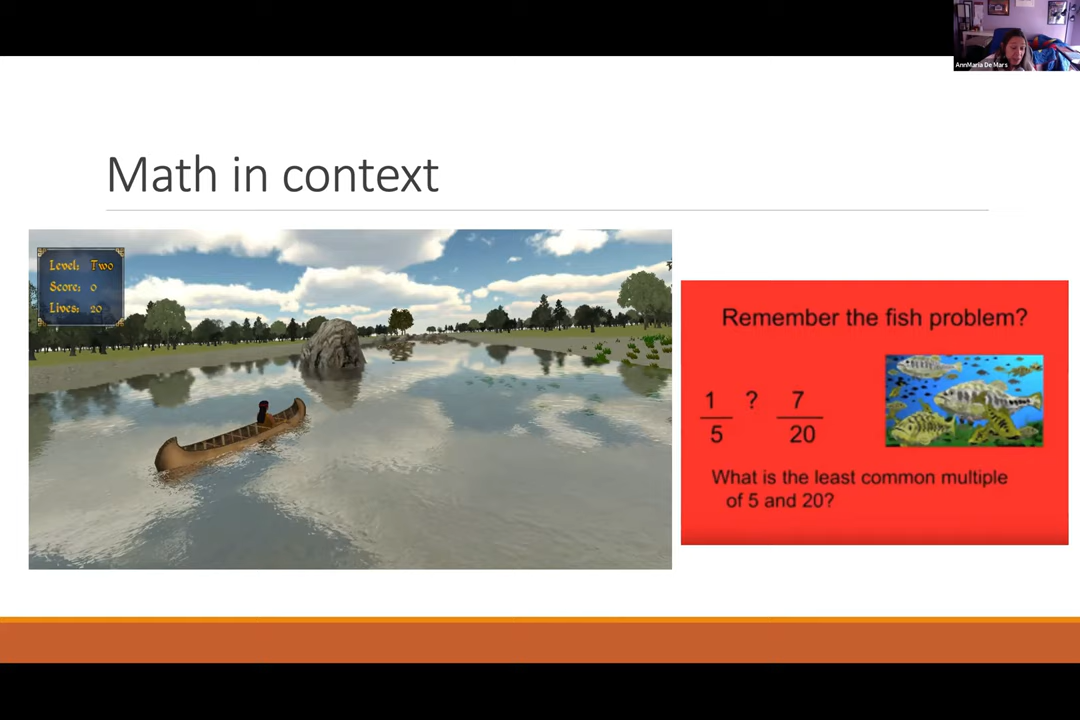 AnnMaria De Mars
Math in context
Level: Two
Score: 0
Lives: 20
Remember the fish problem?
1 ? 7
5 20
What is the least common multiple
of 5 and 20?